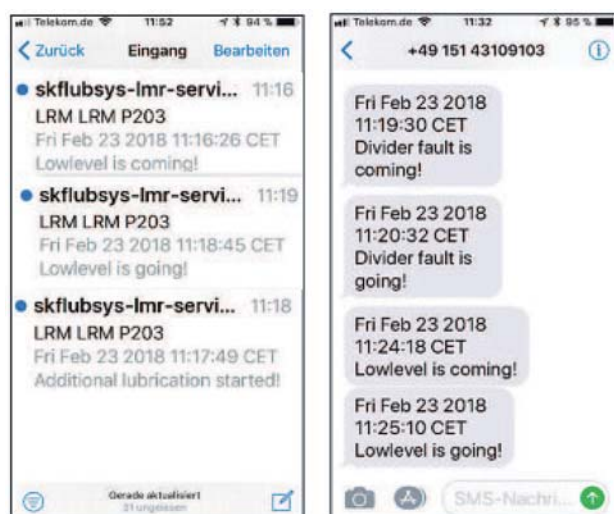 Telekom.de 11:52 94 %
Zurück Eingang Bearbeiten
skflubsys-lmr-servi... 11:16
LRM LRM P203
Fri Feb 23 2018 11:16:26 CET
Lowlevel is coming!
skflubsys-lmr-servi... 11:19
LRM LRM P203
Fri Feb 23 2018 11:18:45 CET
Lowlevel is going!
skflubsys-lmr-servi... 11:18
LRM LRM P203
Fri Feb 23 2018 11:17:49 CET
Additional lubrication started!
Gerade aktualisiert
31 ungelesen
Telekom.de 11:32 95 %
+49 151 43109103
Fri Feb 23 2018
11:19:30 CET
Divider fault is
coming!
Fri Feb 23 2018
11:20:32 CET
Divider fault is
going!
Fri Feb 23 2018
11:24:18 CET
Lowlevel is coming!
Fri Feb 23 2018
11:25:10 CET
Lowlevel is going!
SMS-Nachri...